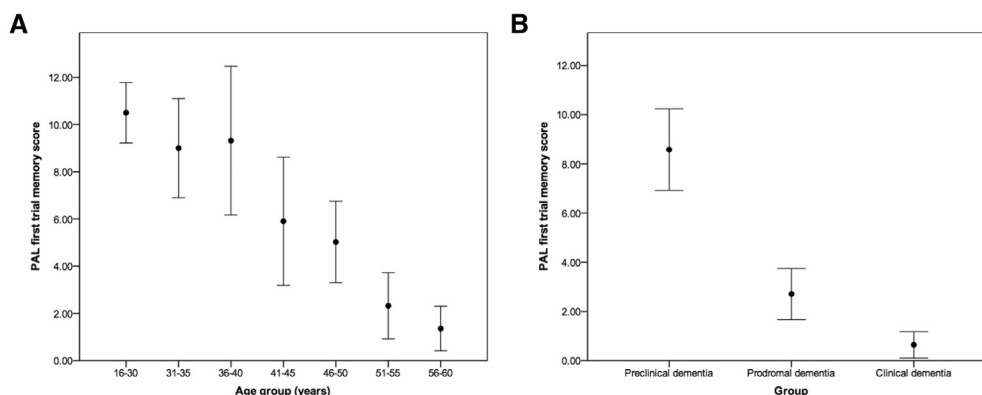 A
PAL first trial memory score
12.00
10.00
8.00
6.00
4.00
2.00
0.00
16-30 31-35 36-40 41-45 46-50 51-55 56-60
Age group (years)
B
PAL first trial memory score
12.00
10.00
8.00
6.00
4.00
2.00
0.00
Preclinical dementia Prodromal dementia Clinical dementia
Group